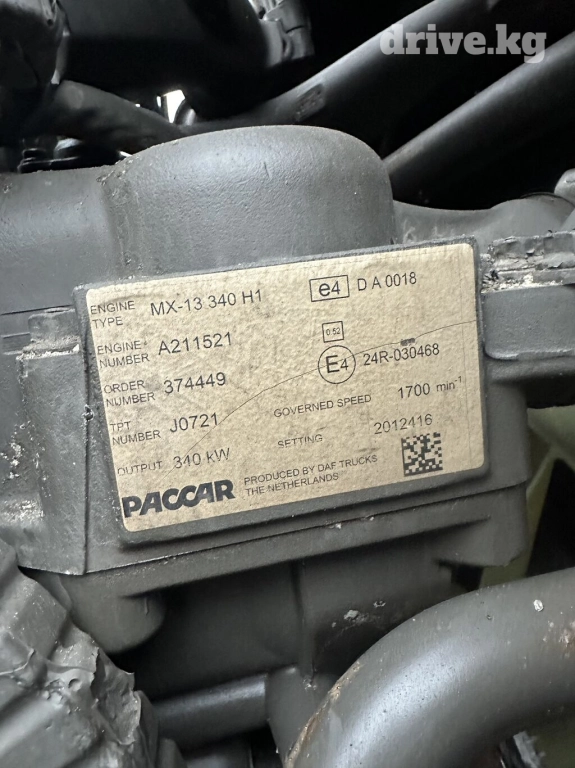 drive.kg
ENGINE TYPE MX-13 340 H1 e4 D A 0018
ENGINE NUMBER A211521 0.52
E4 24R-030468
ORDER NUMBER 374449
GOVERNED SPEED 1700 min-1
TPT NUMBER J0721
SETTING 2012416
OUTPUT 340 kW
PACCAR PRODUCED BY DAF TRUCKS
THE NETHERLANDS